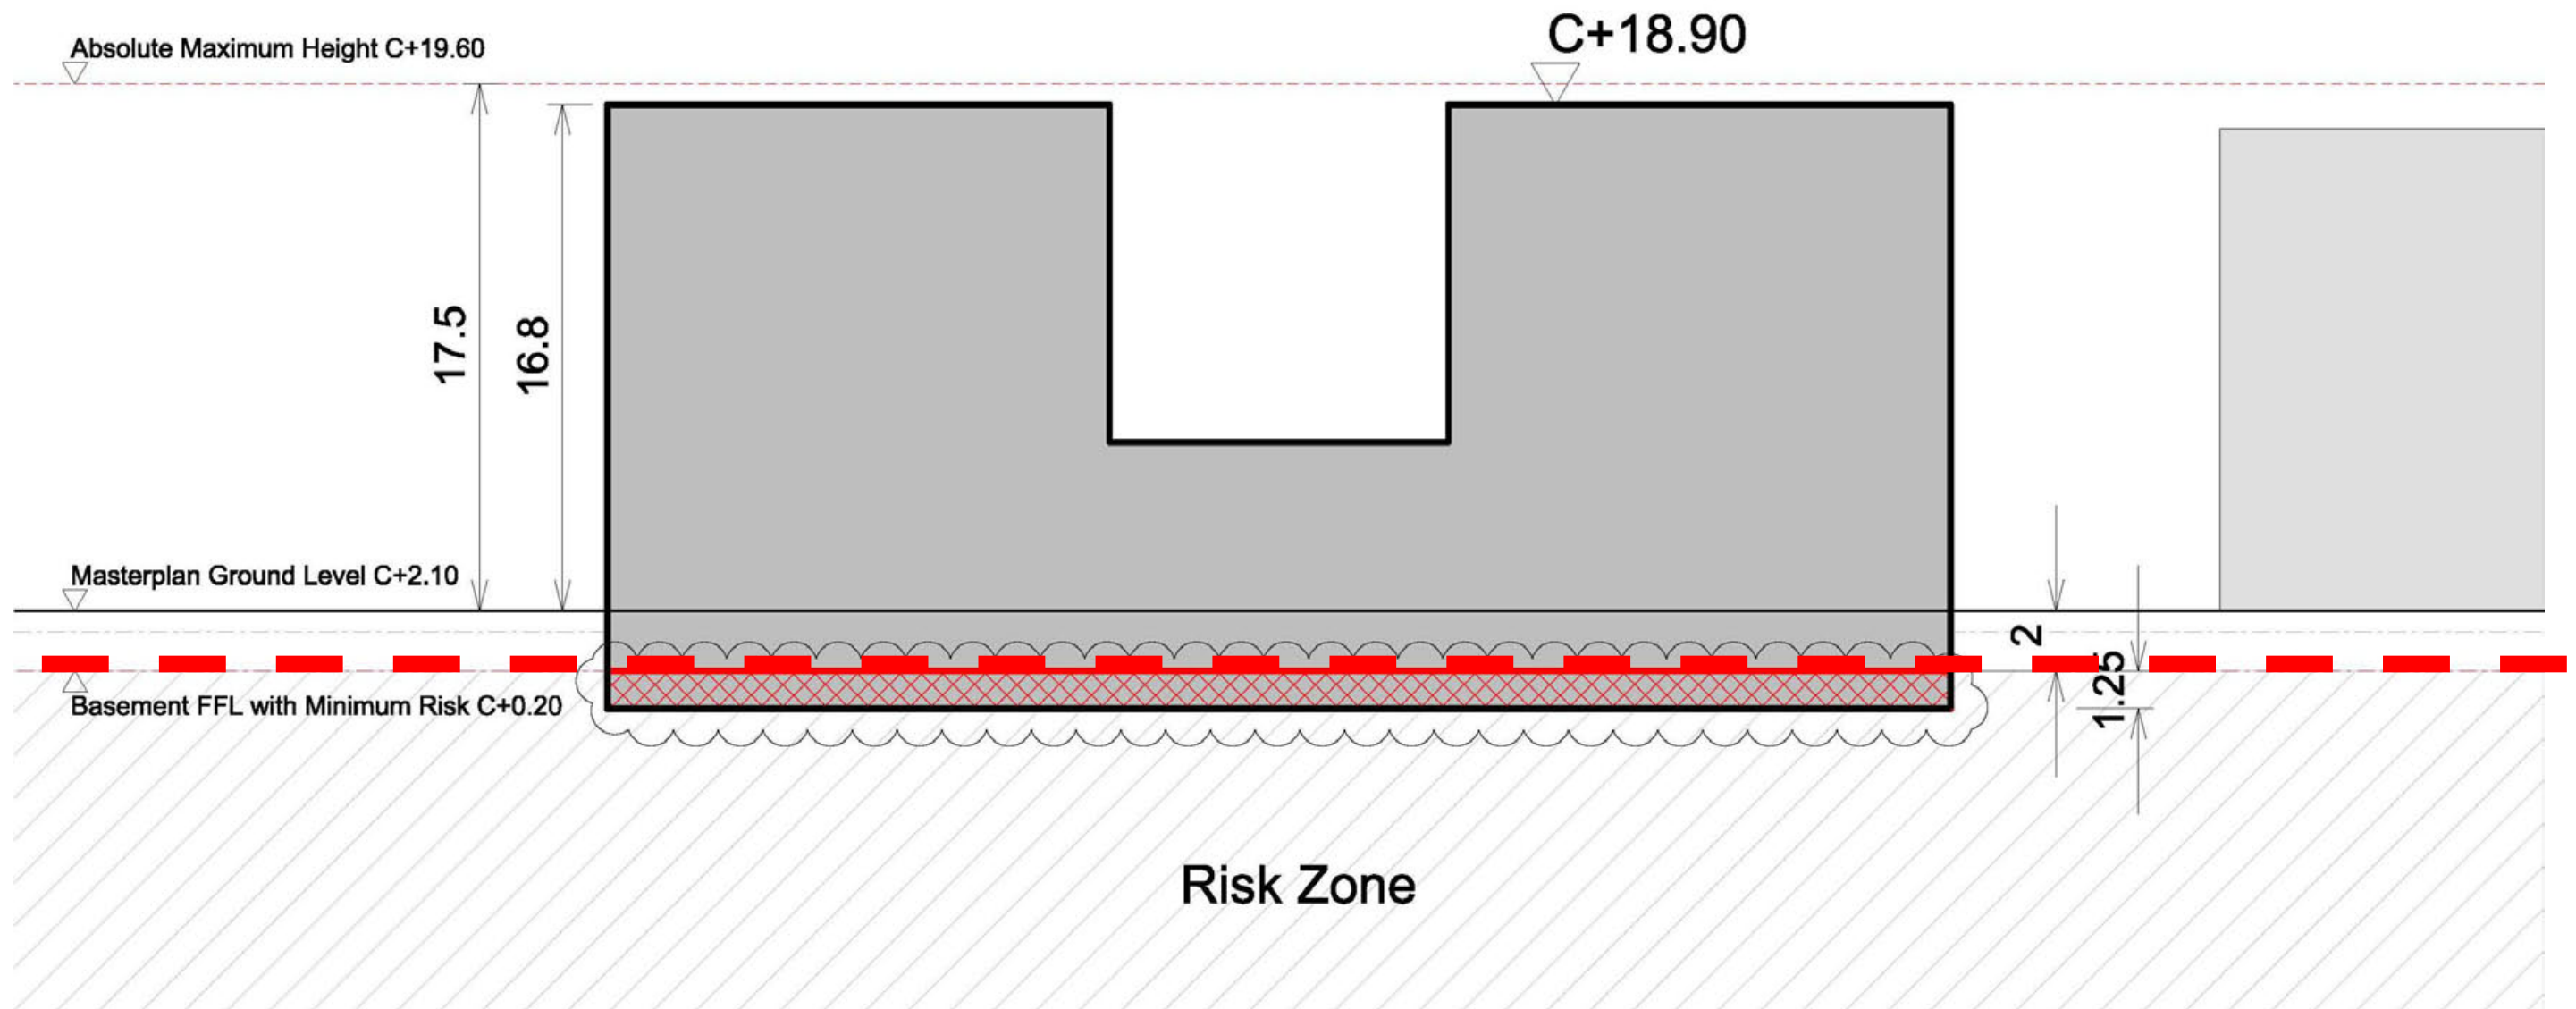 Absolute Maximum Height C+19.60
C+18.90
17.5
16.8
Masterplan Ground Level C+2.10
2
1.25
Basement FFL with Minimum Risk C+0.20
Risk Zone